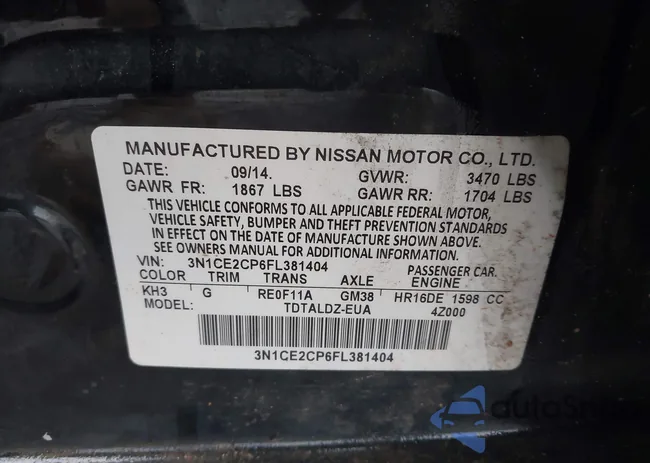 MANUFACTURED BY NISSAN MOTOR CO., LTD.
DATE: 09/14. GVWR: 3470 LBS
GAWR FR: 1867 LBS GAWR RR: 1704 LBS
THIS VEHICLE CONFORMS TO ALL APPLICABLE FEDERAL MOTOR,
VEHICLE SAFETY, BUMPER AND THEFT PREVENTION STANDARDS
IN EFFECT ON THE DATE OF MANUFACTURE SHOWN ABOVE.
SEE OWNERS MANUAL FOR ADDITIONAL INFORMATION.
VIN: 3N1CE2CP6FL381404 PASSENGER CAR.
COLOR TRIM TRANS AXLE ENGINE
KH3 G RE0F11A GM38 HR16DE 1598 CC
MODEL: TDTALDZ-EUA 4Z000
3N1CE2CP6FL381404